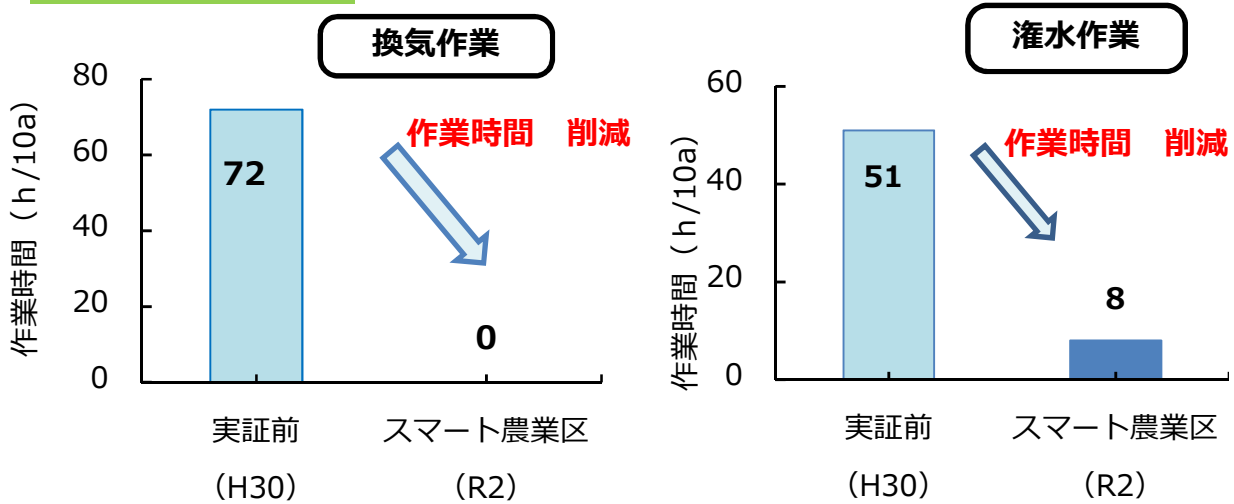 換気作業
作業時間（ｈ/10a）
80
60
40
20
0
作業時間　削減
72
0
実証前
（H30）
スマート農業区
（R2）
灌水作業
作業時間（ｈ/10a）
60
40
20
0
作業時間　削減
51
8
実証前
（H30）
スマート農業区
（R2）